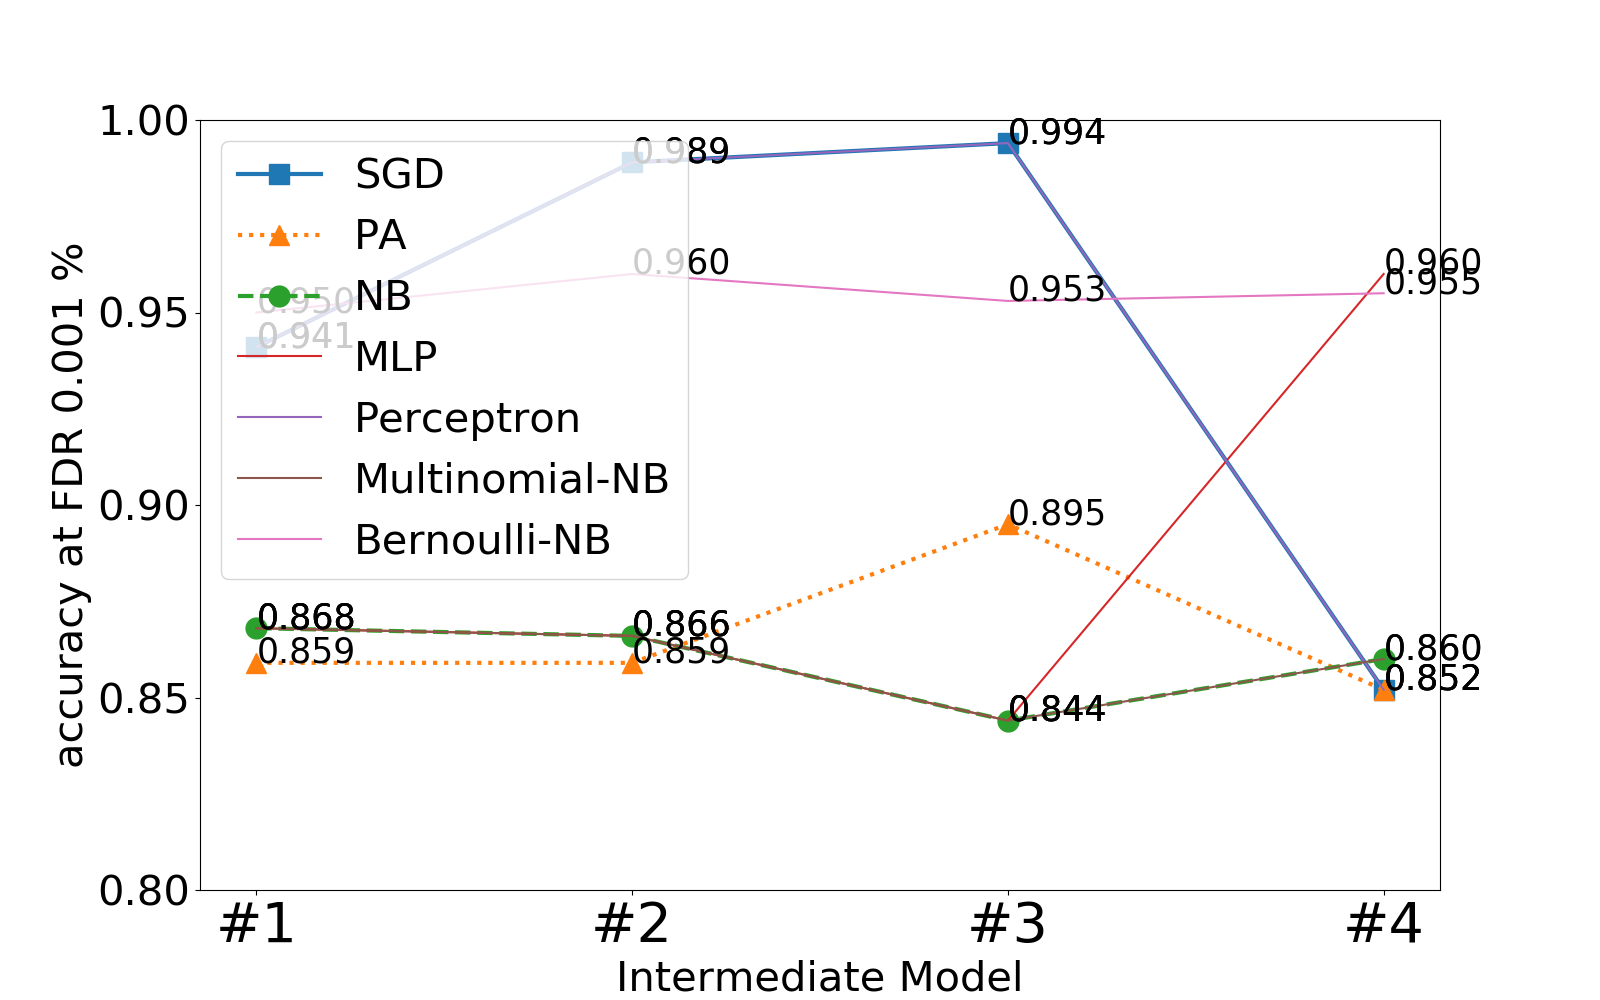 1.00
0.95
0.90
0.85
0.80
accuracy at FDR 0.001 %
SGD
PA
NB
MLP
Perceptron
Multinomial-NB
Bernoulli-NB
0.989
0.994
0.960
0.950
0.953
0.960
0.955
0.941
0.895
0.868
0.866
0.859
0.859
0.844
0.860
0.852
#1 #2 #3 #4
Intermediate Model